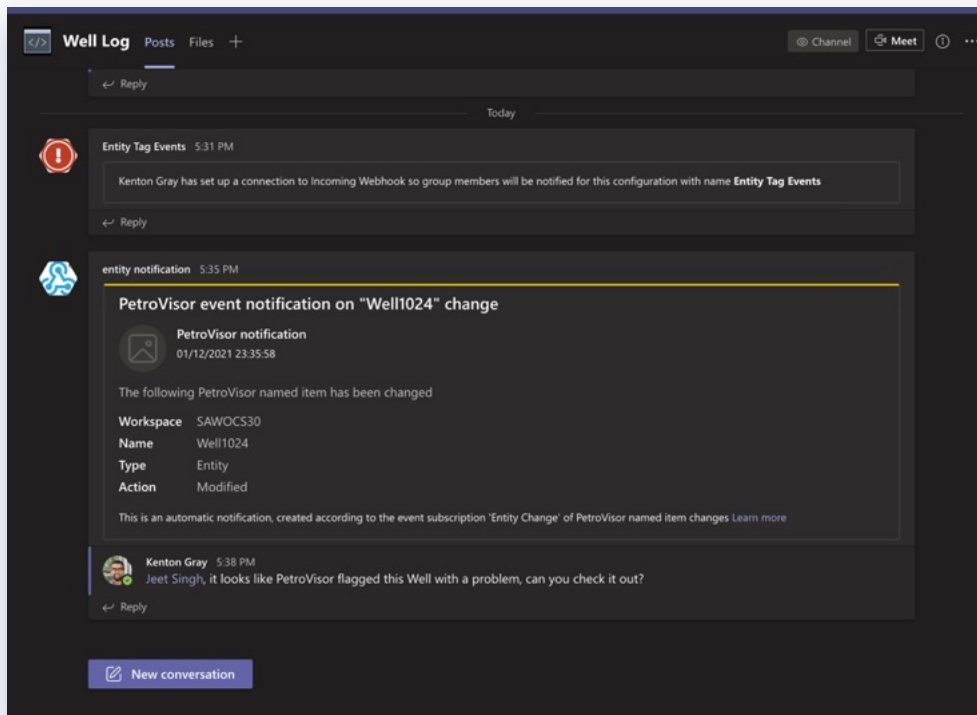 </> Well Log Posts Files + Channel Meet
Reply
Today
Entity Tag Events 5:31 PM
Kenton Gray has set up a connection to Incoming Webhook so group members will be notified for this configuration with name Entity Tag Events
Reply
entity notification 5:35 PM
PetroVisor event notification on "Well1024" change
PetroVisor notification
01/12/2021 23:35:58
The following PetroVisor named item has been changed
Workspace SAWOCS30
Name Well1024
Type Entity
Action Modified
This is an automatic notification, created according to the event subscription 'Entity Change' of PetroVisor named item changes Learn more
Kenton Gray 5:38 PM
Jeet Singh, it looks like PetroVisor flagged this Well with a problem, can you check it out?
Reply
New conversation